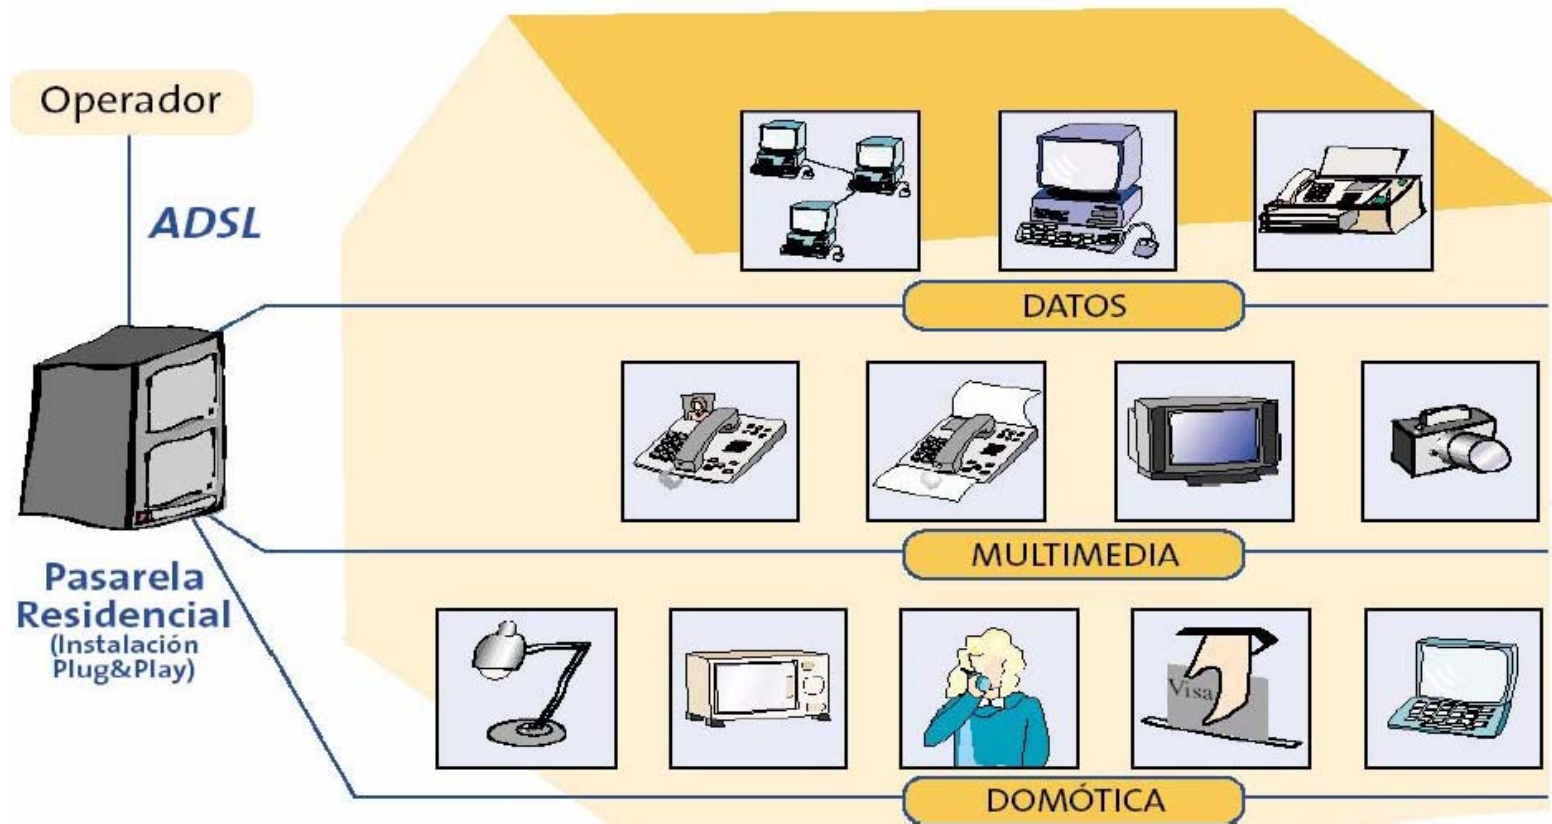 Operador
ADSL
DATOS
MULTIMEDIA
Pasarela
Residencial
(Instalación
Plug&Play)
Visa
DOMÓTICA